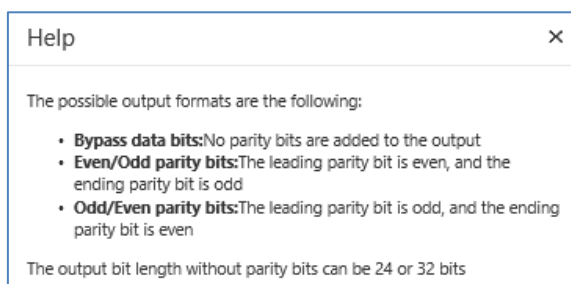 Help ×
The possible output formats are the following:
• Bypass data bits:No parity bits are added to the output
• Even/Odd parity bits:The leading parity bit is even, and the
ending parity bit is odd
• Odd/Even parity bits:The leading parity bit is odd, and the ending
parity bit is even
The output bit length without parity bits can be 24 or 32 bits